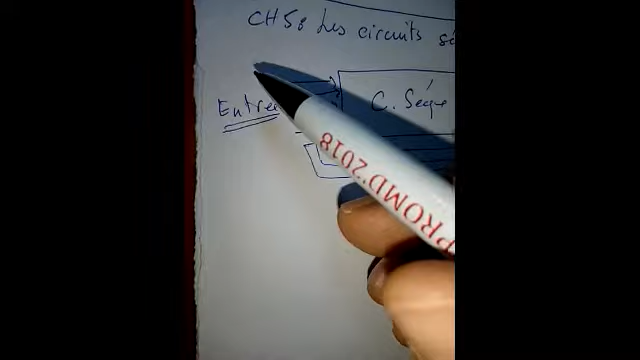 CH5: Les circuits sé
Entrée
C. Séque
PROMD'2018